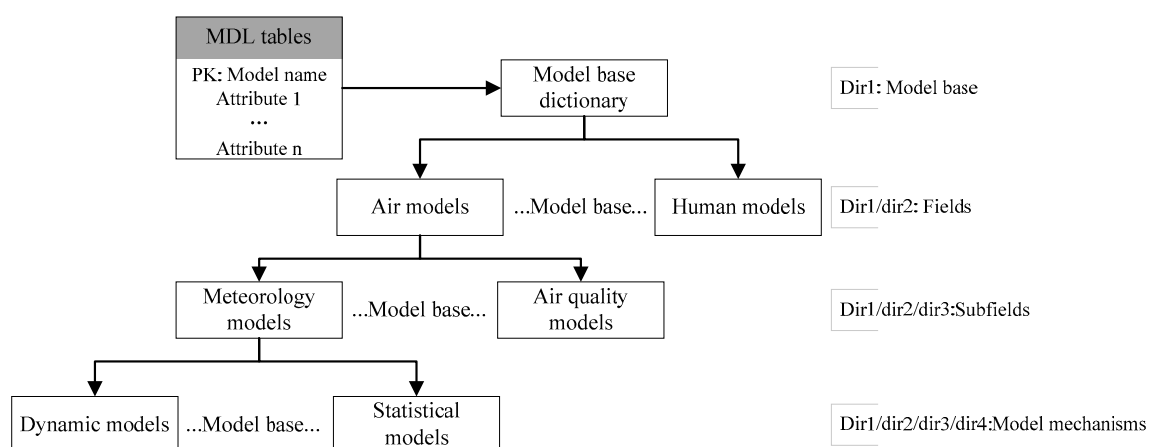 MDL tables
PK: Model name
Attribute 1
...
Attribute n
Model base
dictionary
Dir1: Model base
Air models
...Model base...
Human models
Dir1/dir2: Fields
Meteorology
models
...Model base...
Air quality
models
Dir1/dir2/dir3:Subfields
Dynamic models
...Model base...
Statistical
models
Dir1/dir2/dir3/dir4:Model mechanisms